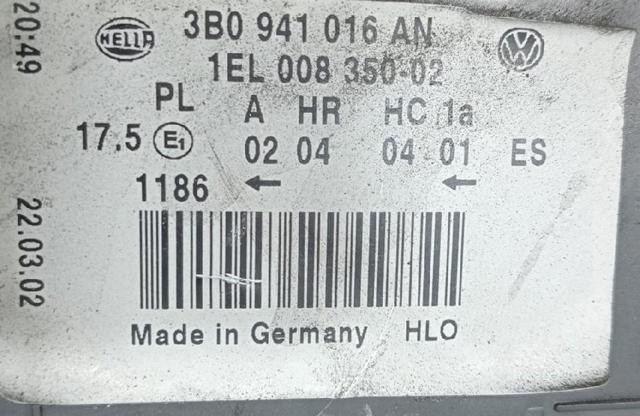 20:49
22.03.02
HELLA 3B0 941 016 AN VW
1EL 008 350-02
PL A HR HC 1a
17.5 E1 02 04 04 01 ES
1186 ← ←
Made in Germany HLO